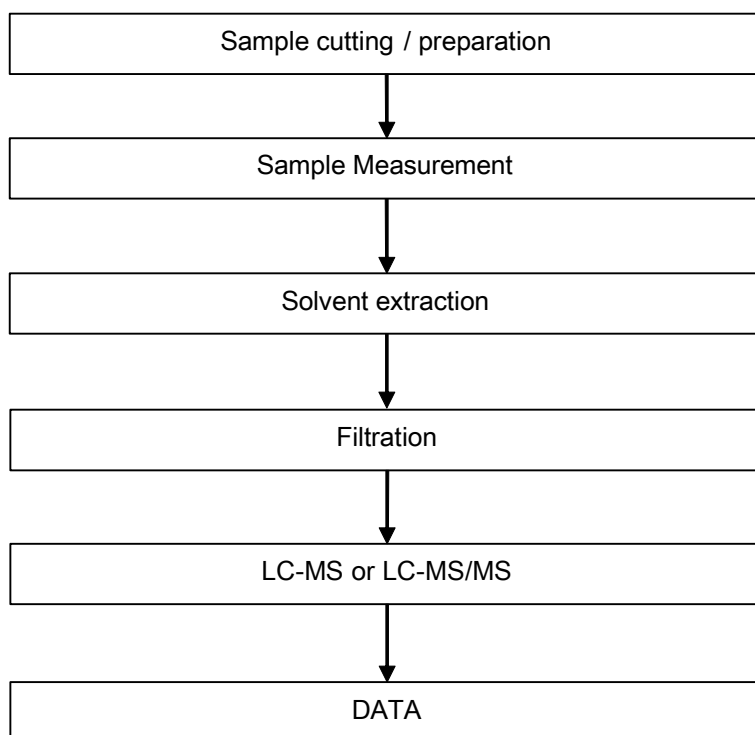 Sample cutting / preparation
Sample Measurement
Solvent extraction
Filtration
LC-MS or LC-MS/MS
DATA